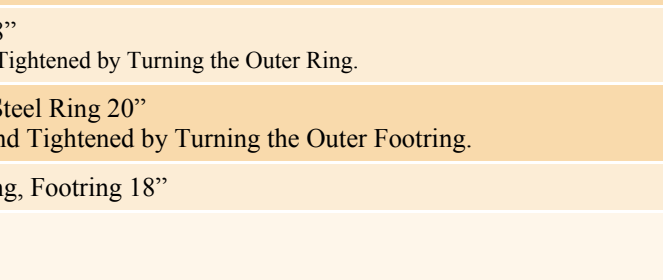 8”
Tightened by Turning the Outer Ring.
Steel Ring 20”
nd Tightened by Turning the Outer Footring.
ng, Footring 18”